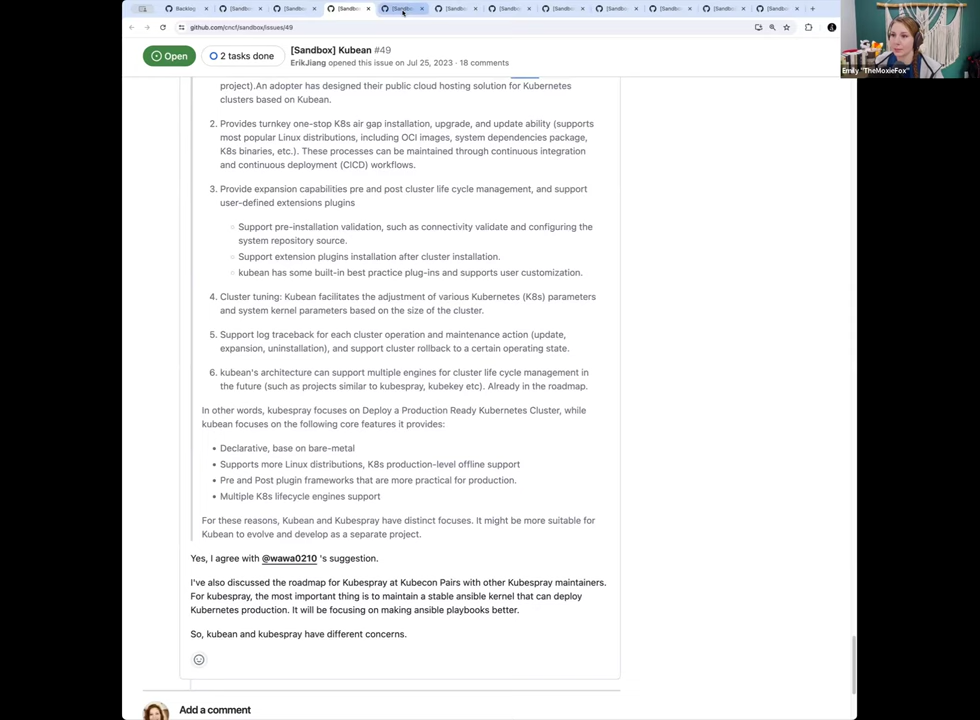 Backlog
[Sandbo
[Sandbo
[Sandbo
[Sandbo
[Sandbo
[Sandbo
[Sandbo
[Sandbo
[Sandbo
[Sandbo
[Sandbo
github.com/cncf/sandbox/issues/49
Open
2 tasks done
[Sandbox] Kubean #49
ErikJiang opened this issue on Jul 25, 2023 · 18 comments
Emily "TheMoxieFox"
project).An adopter has designed their public cloud hosting solution for Kubernetes
clusters based on Kubean.
2. Provides turnkey one-stop K8s air gap installation, upgrade, and update ability (supports
most popular Linux distributions, including OCI images, system dependencies package,
K8s binaries, etc.). These processes can be maintained through continuous integration
and continuous deployment (CICD) workflows.
3. Provide expansion capabilities pre and post cluster life cycle management, and support
user-defined extensions plugins
Support pre-installation validation, such as connectivity validate and configuring the
system repository source.
Support extension plugins installation after cluster installation.
kubean has some built-in best practice plug-ins and supports user customization.
4. Cluster tuning: Kubean facilitates the adjustment of various Kubernetes (K8s) parameters
and system kernel parameters based on the size of the cluster.
5. Support log traceback for each cluster operation and maintenance action (update,
expansion, uninstallation), and support cluster rollback to a certain operating state.
6. kubean's architecture can support multiple engines for cluster life cycle management in
the future (such as projects similar to kubespray, kubekey etc). Already in the roadmap.
In other words, kubespray focuses on Deploy a Production Ready Kubernetes Cluster, while
kubean focuses on the following core features it provides:
• Declarative, base on bare-metal
• Supports more Linux distributions, K8s production-level offline support
• Pre and Post plugin frameworks that are more practical for production.
• Multiple K8s lifecycle engines support
For these reasons, Kubean and Kubespray have distinct focuses. It might be more suitable for
Kubean to evolve and develop as a separate project.
Yes, I agree with @wawa0210 's suggestion.
I've also discussed the roadmap for Kubespray at Kubecon Pairs with other Kubespray maintainers.
For kubespray, the most important thing is to maintain a stable ansible kernel that can deploy
Kubernetes production. It will be focusing on making ansible playbooks better.
So, kubean and kubespray have different concerns.
Add a comment